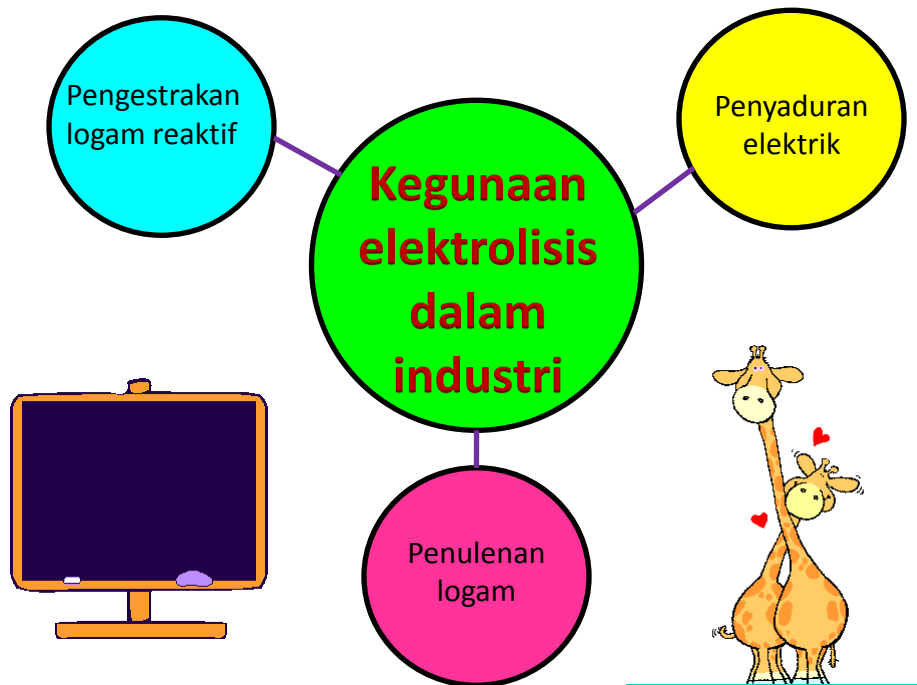 Pengestrakan
logam reaktif
Penyaduran
elektrik
Kegunaan
elektrolisis
dalam
industri
Penulenan
logam